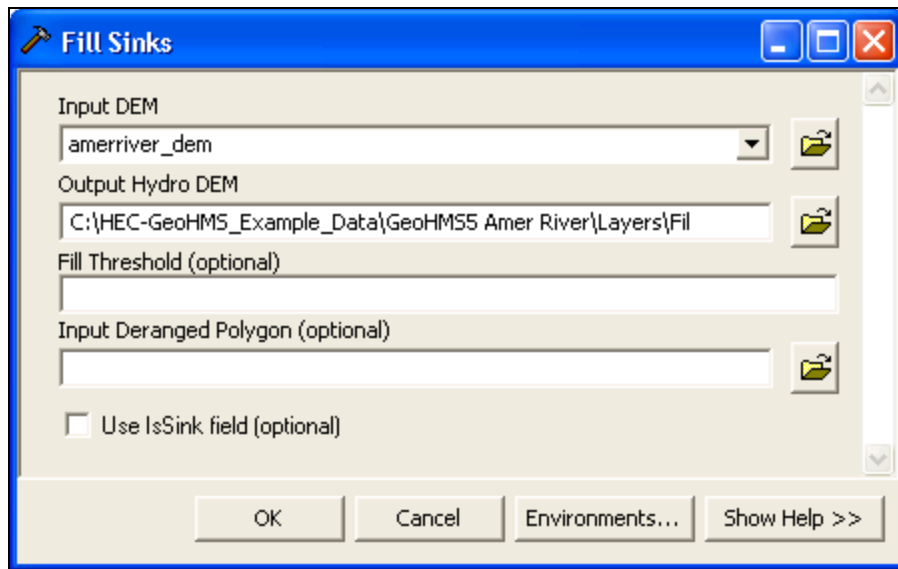 Fill Sinks
Input DEM
amerriver_dem
Output Hydro DEM
C:\HEC-GeoHMS_Example_Data\GeoHMS5 Amer River\Layers\Fil
Fill Threshold (optional)
Input Deranged Polygon (optional)
Use IsSink field (optional)
OK Cancel Environments... Show Help >>